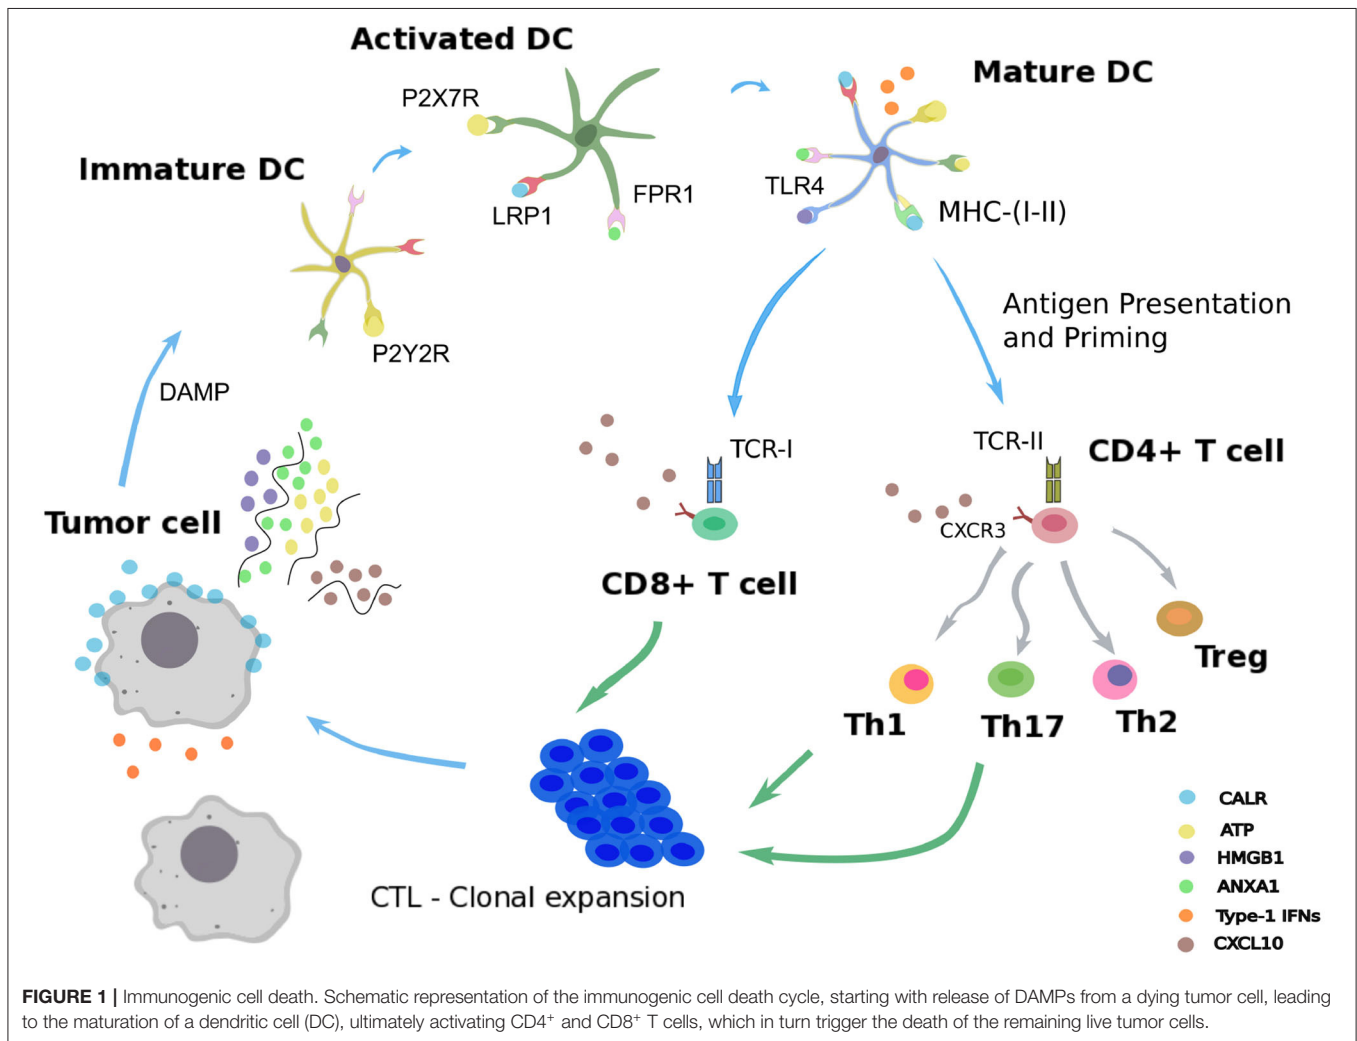 Activated DC
P2X7R
LRP1
FPR1
Mature DC
TLR4
MHC-(I-II)
Immature DC
P2Y2R
DAMP
Antigen Presentation
and Priming
Tumor cell
TCR-I
CD8+ T cell
TCR-II
CD4+ T cell
CXCR3
Treg
Th1
Th17
Th2
CTL - Clonal expansion
CALR
ATP
HMGB1
ANXA1
Type-1 IFNs
CXCL10
FIGURE 1 | Immunogenic cell death. Schematic representation of the immunogenic cell death cycle, starting with release of DAMPs from a dying tumor cell, leading
to the maturation of a dendritic cell (DC), ultimately activating CD4⁺ and CD8⁺ T cells, which in turn trigger the death of the remaining live tumor cells.